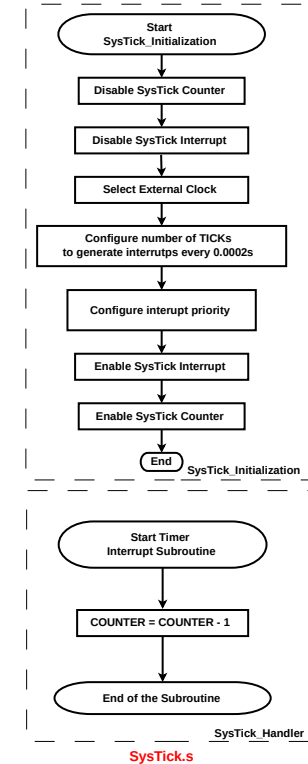 Start
SysTick_Initialization
Disable SysTick Counter
Disable SysTick Interrupt
Select External Clock
Configure number of TICKs
to generate interrutps every 0.0002s
Configure interupt priority
Enable SysTick Interrupt
Enable SysTick Counter
End
SysTick_Initialization
Start Timer
Interrupt Subroutine
COUNTER = COUNTER - 1
End of the Subroutine
SysTick_Handler
SysTick.s